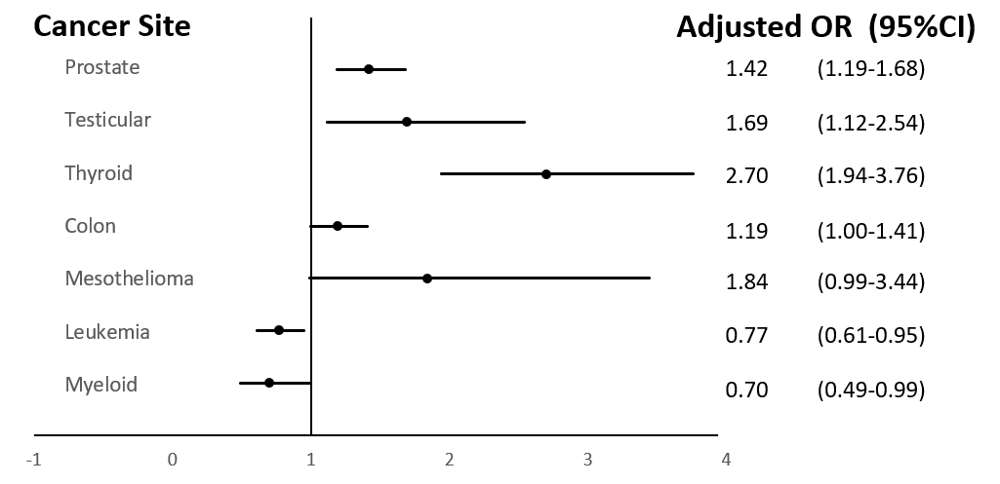 Cancer Site Adjusted OR (95%CI)
Prostate 1.42 (1.19-1.68)
Testicular 1.69 (1.12-2.54)
Thyroid 2.70 (1.94-3.76)
Colon 1.19 (1.00-1.41)
Mesothelioma 1.84 (0.99-3.44)
Leukemia 0.77 (0.61-0.95)
Myeloid 0.70 (0.49-0.99)
-1 0 1 2 3 4